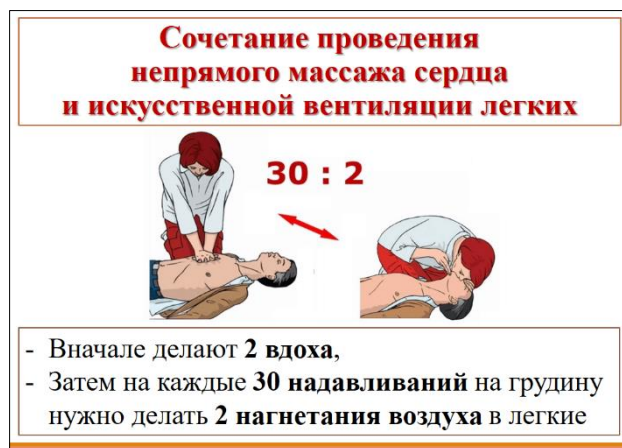 Сочетание проведения
непрямого массажа сердца
и искусственной вентиляции легких
30 : 2
- Вначале делают 2 вдоха,
- Затем на каждые 30 надавливаний на грудину
нужно делать 2 нагнетания воздуха в легкие